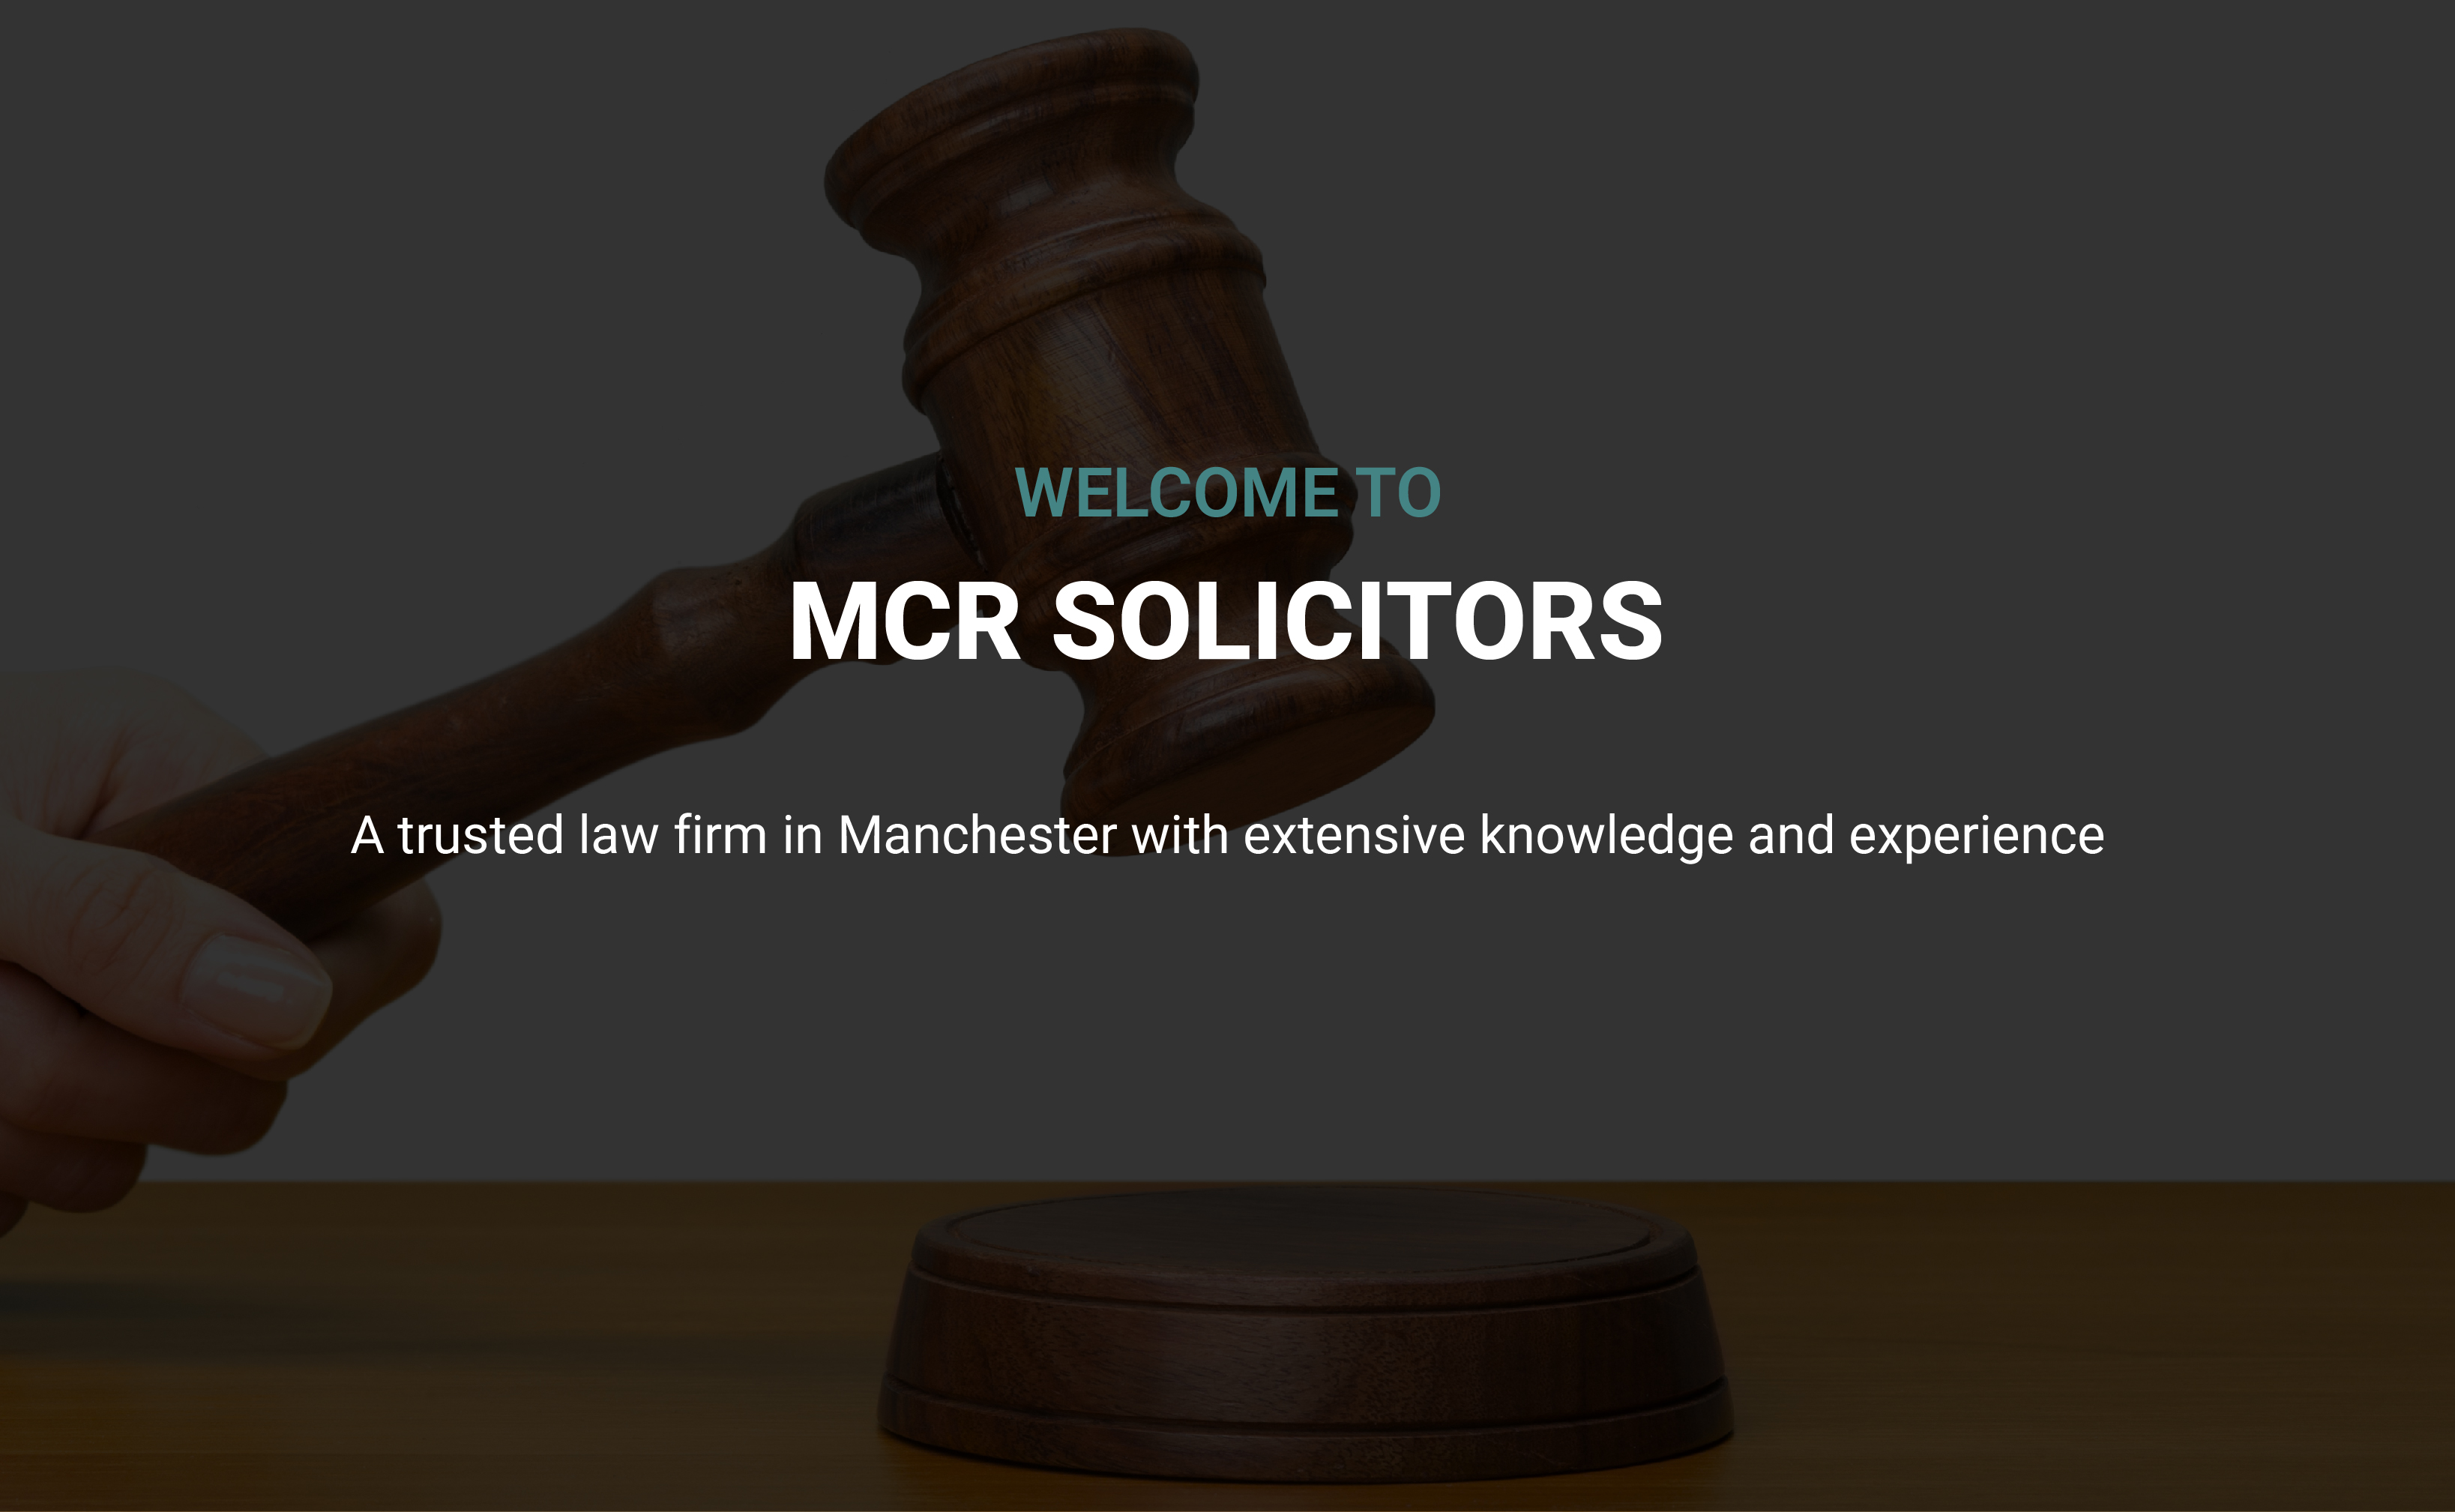 WELCOME TO
MCR SOLICITORS
A trusted law firm in Manchester with extensive knowledge and experience